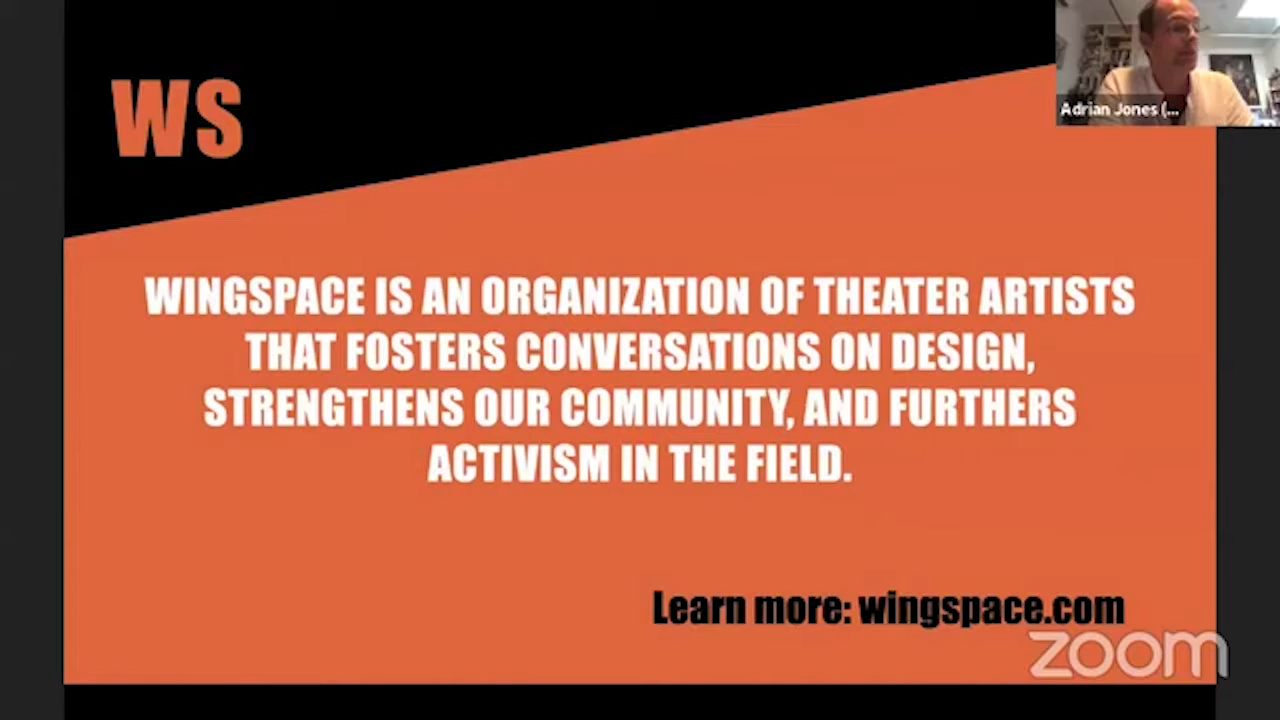 WS
Adrian Jones (...
WINGSPACE IS AN ORGANIZATION OF THEATER ARTISTS
THAT FOSTERS CONVERSATIONS ON DESIGN,
STRENGTHENS OUR COMMUNITY, AND FURTHERS
ACTIVISM IN THE FIELD.
Learn more: wingspace.com
zoom